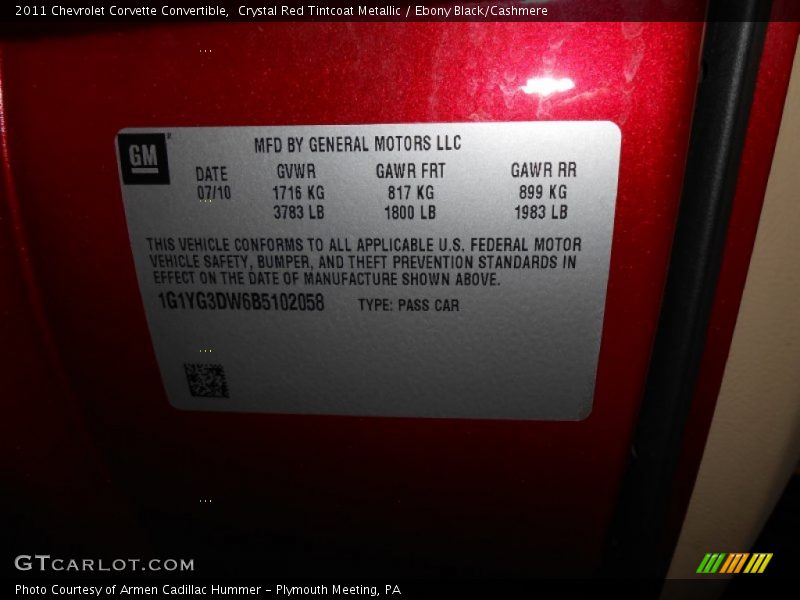 2011 Chevrolet Corvette Convertible, Crystal Red Tintcoat Metallic / Ebony Black/Cashmere
GM
MFD BY GENERAL MOTORS LLC
DATE GVWR GAWR FRT GAWR RR
07/10 1716 KG 817 KG 899 KG
3783 LB 1800 LB 1983 LB
THIS VEHICLE CONFORMS TO ALL APPLICABLE U.S. FEDERAL MOTOR
VEHICLE SAFETY, BUMPER, AND THEFT PREVENTION STANDARDS IN
EFFECT ON THE DATE OF MANUFACTURE SHOWN ABOVE.
1G1YG3DW6B5102058 TYPE: PASS CAR
GTCARLOT.COM
Photo Courtesy of Armen Cadillac Hummer – Plymouth Meeting, PA